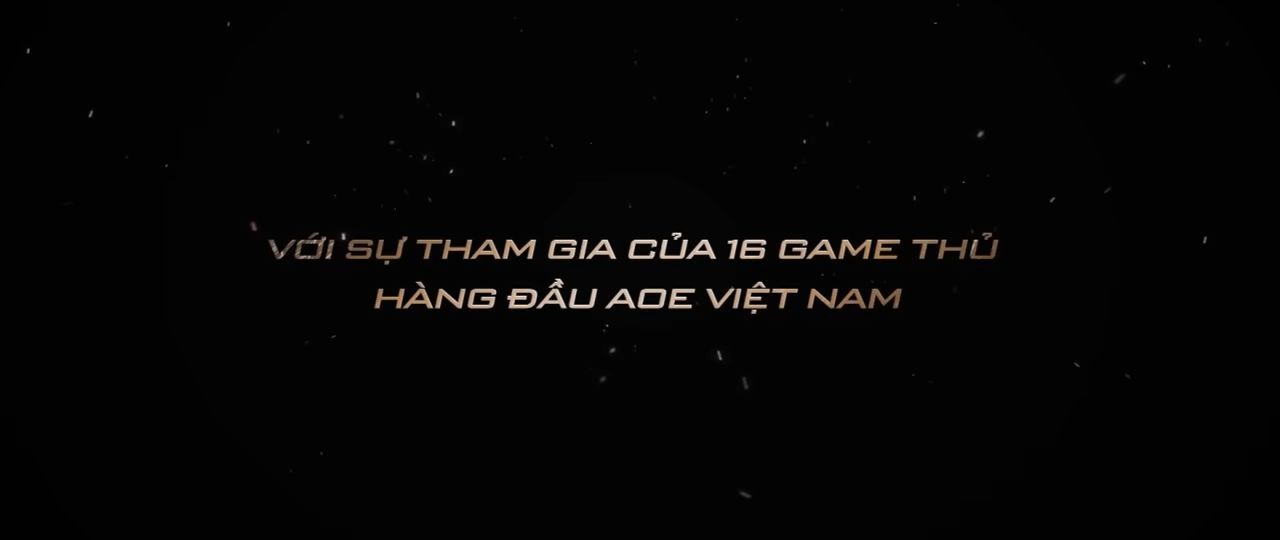 VỚI SỰ THAM GIA CỦA 16 GAME THỦ
HÀNG ĐẦU AOE VIỆT NAM